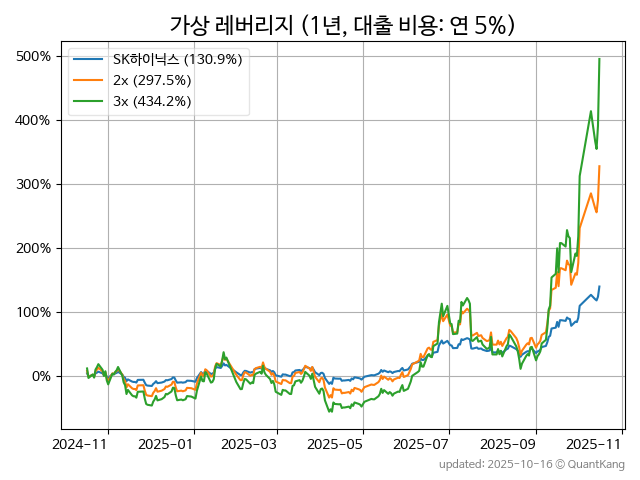 가상 레버리지 (1년, 대출 비용: 연 5%)
SK하이닉스 (130.9%)
2x (297.5%)
3x (434.2%)
500%
400%
300%
200%
100%
0%
2024-11 2025-01 2025-03 2025-05 2025-07 2025-09 2025-11
updated: 2025-10-16 © QuantKang